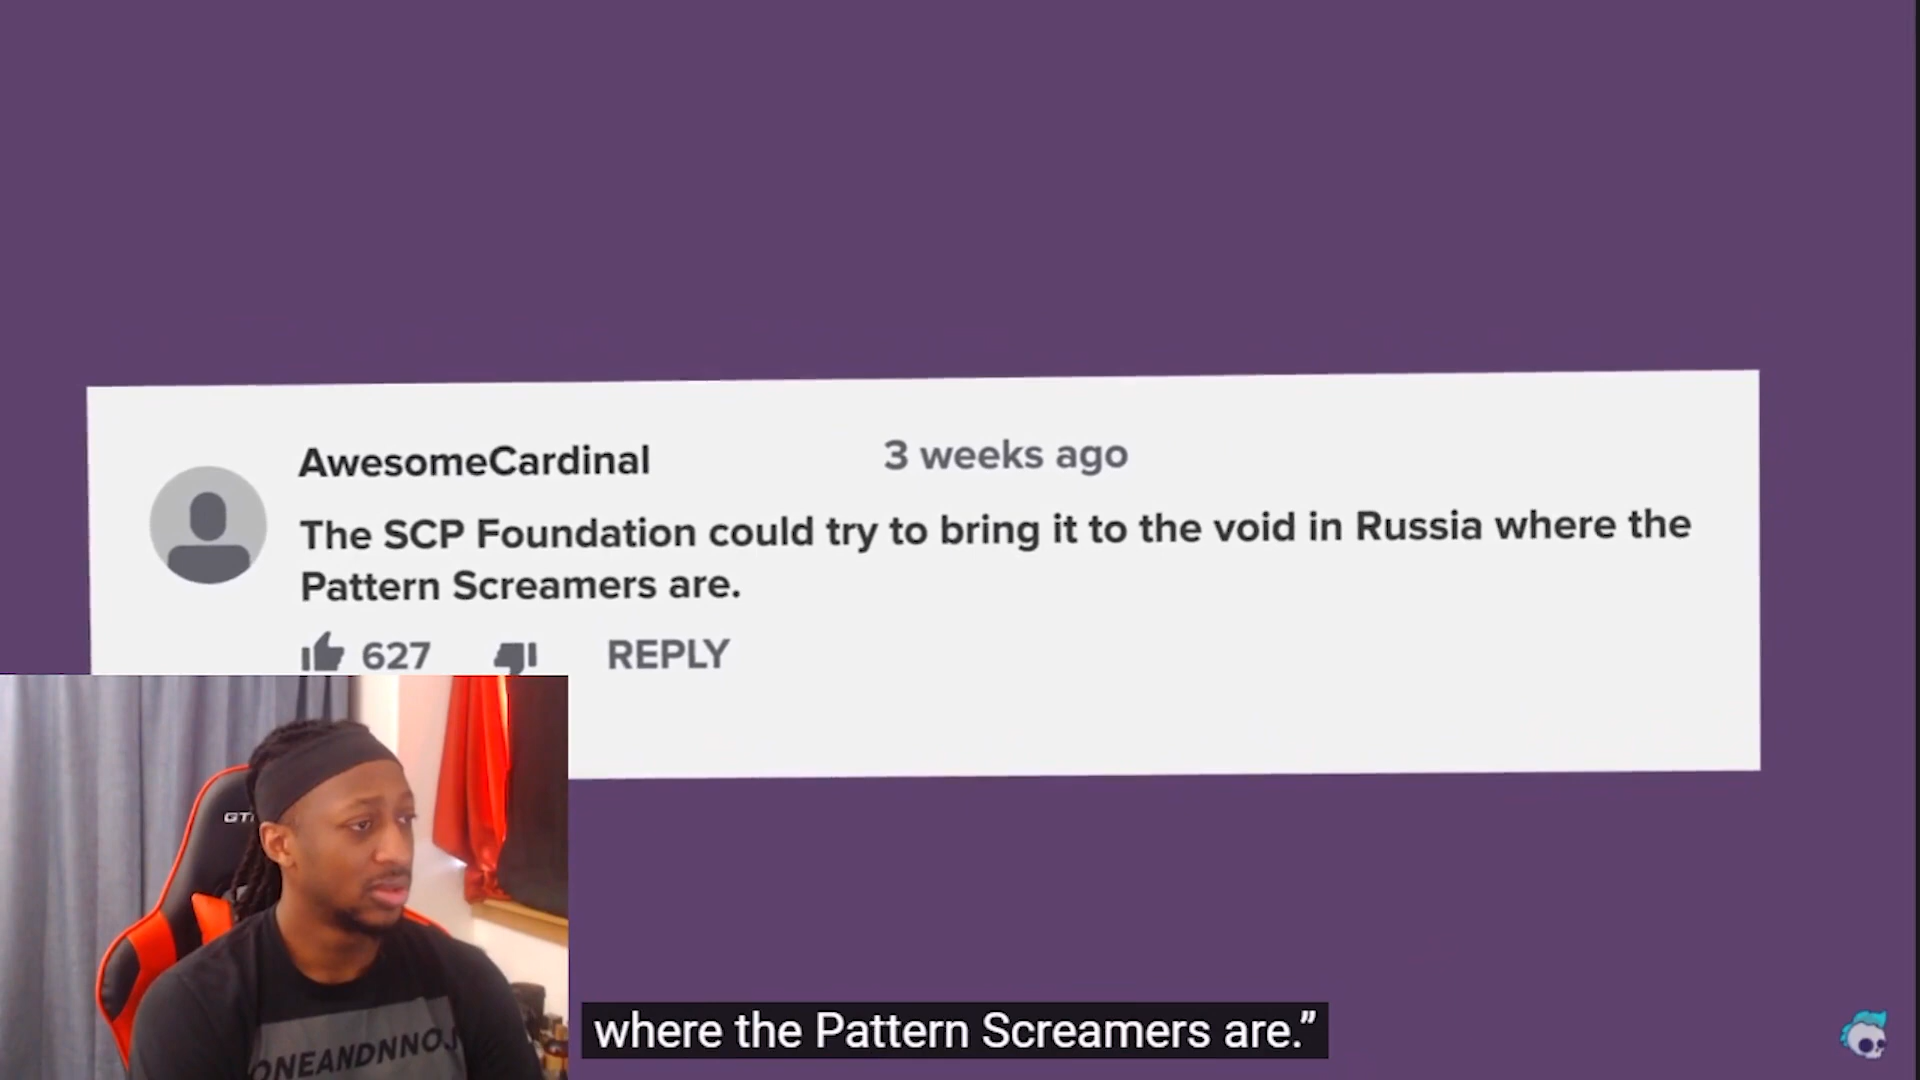 AwesomeCardinal 3 weeks ago
The SCP Foundation could try to bring it to the void in Russia where the
Pattern Screamers are.
627 REPLY
ONEANDNNO
where the Pattern Screamers are.”